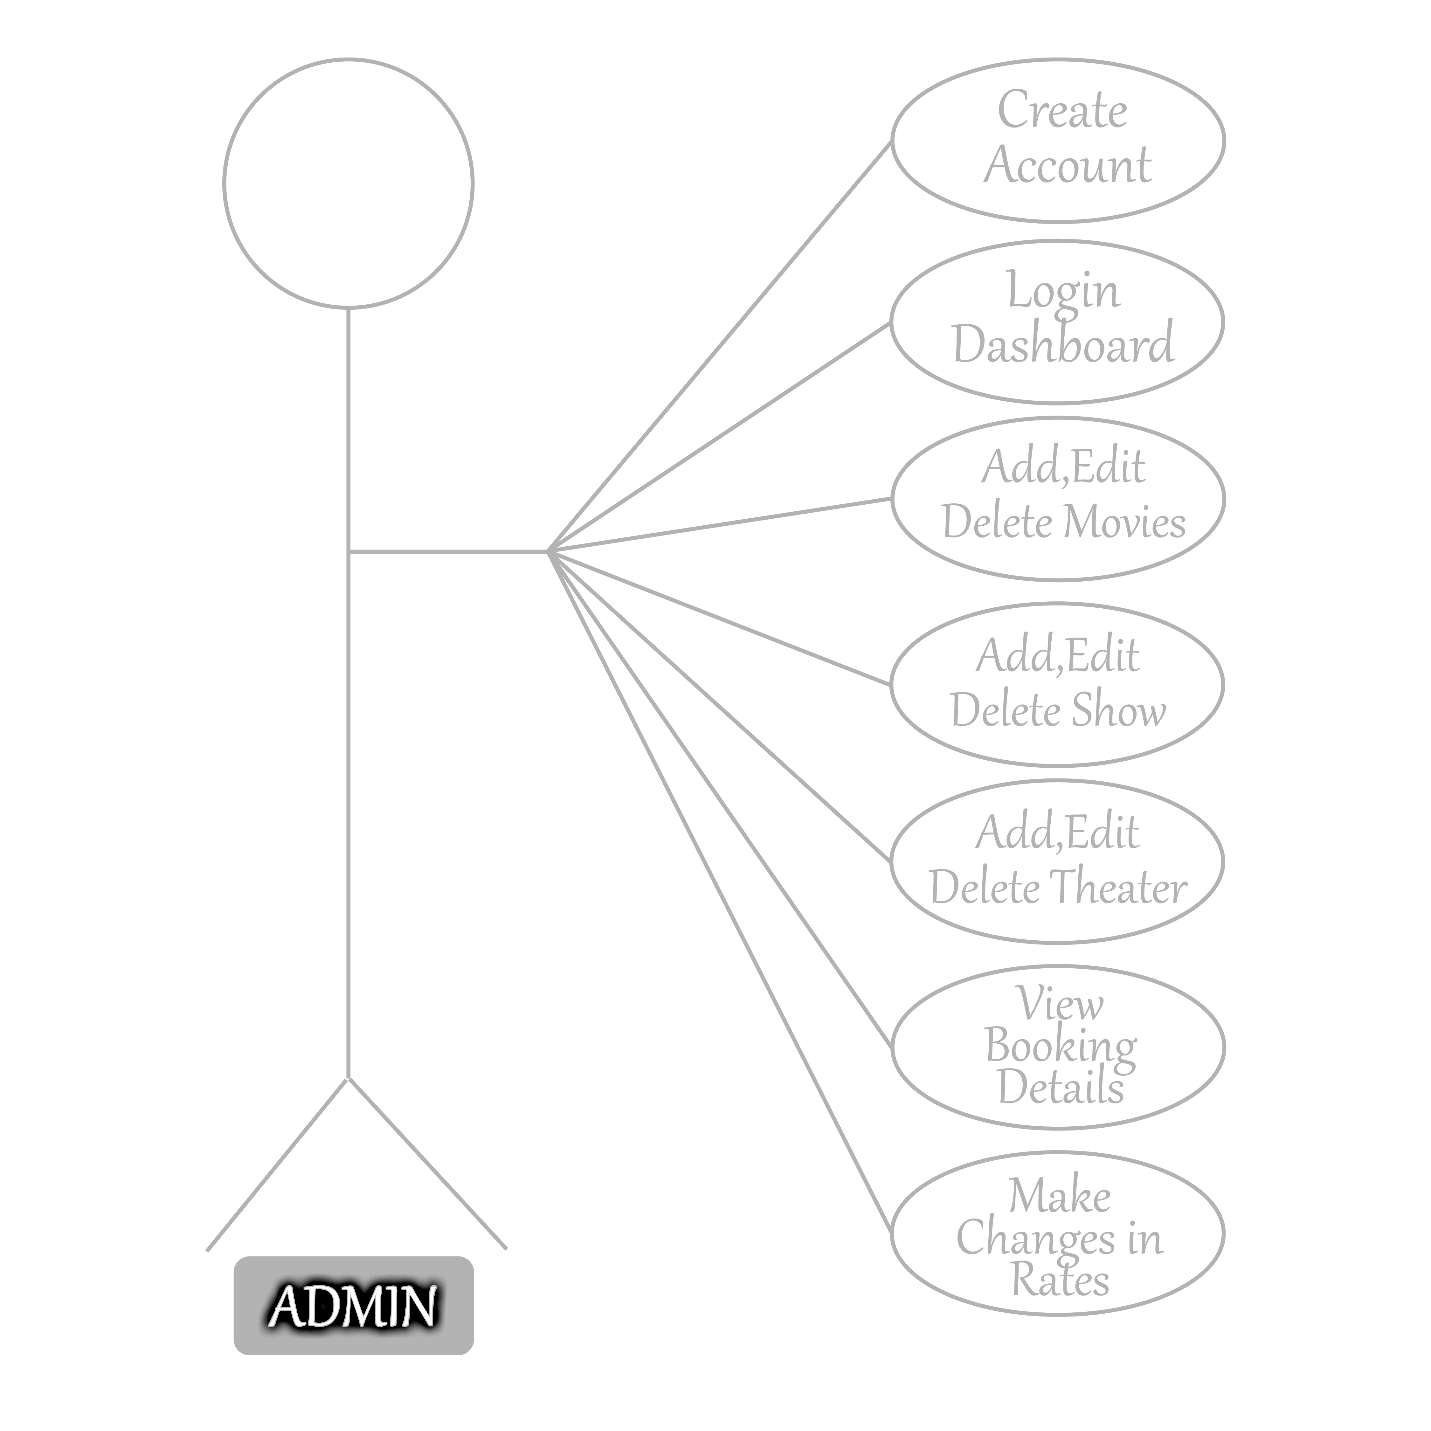 Create
Account
Login
Dashboard
Add,Edit
Delete Movies
Add,Edit
Delete Show
Add,Edit
Delete Theater
View
Booking
Details
Make
Changes in
Rates
ADMIN